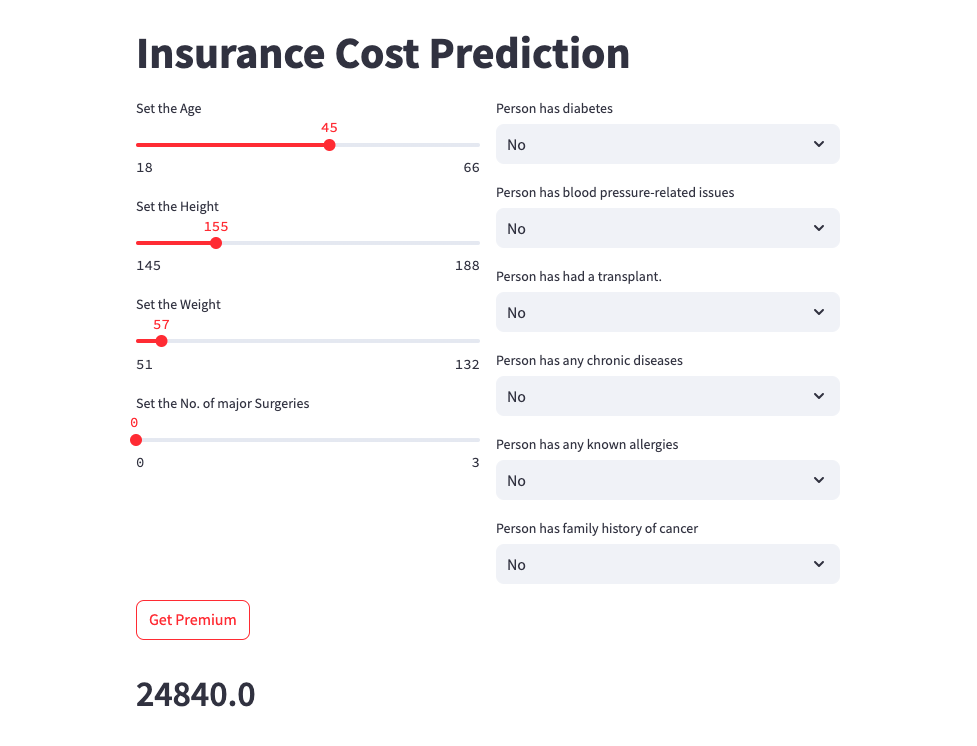 Insurance Cost Prediction
Set the Age
45
18 66
Set the Height
155
145 188
Set the Weight
57
51 132
Set the No. of major Surgeries
0
0 3
Person has diabetes
No
Person has blood pressure-related issues
No
Person has had a transplant.
No
Person has any chronic diseases
No
Person has any known allergies
No
Person has family history of cancer
No
Get Premium
24840.0